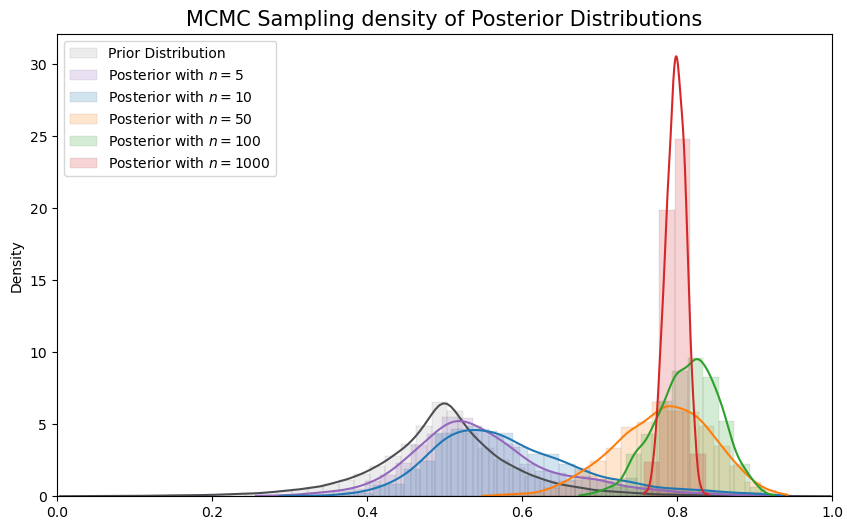 MCMC Sampling density of Posterior Distributions
Prior Distribution
Posterior with n = 5
Posterior with n = 10
Posterior with n = 50
Posterior with n = 100
Posterior with n = 1000
Density
30
25
20
15
10
5
0
0.0 0.2 0.4 0.6 0.8 1.0